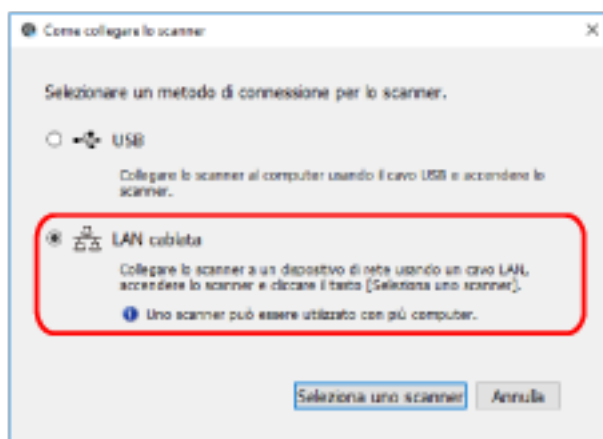 Come collegare lo scanner
Selezionare un metodo di connessione per lo scanner.
USB
Collegare lo scanner al computer usando il cavo USB e accendere lo
scanner.
LAN cablata
Collegare lo scanner a un dispositivo di rete usando un cavo LAN,
accendere lo scanner e cliccare il tasto [Seleziona uno scanner].
Uno scanner può essere utilizzato con più computer.
Seleziona uno scanner Annulla